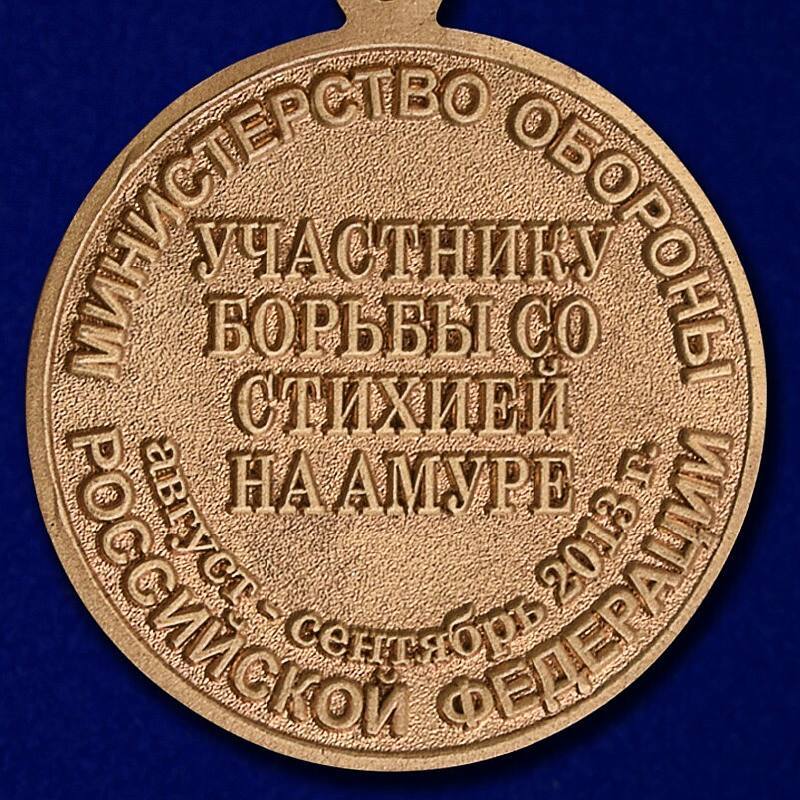 МИНИСТЕРСТВО ОБОРОНЫ
УЧАСТНИКУ
БОРЬБЫ СО
СТИХИЕЙ
НА АМУРЕ
август - сентябрь 2013 г.
РОССИЙСКОЙ ФЕДЕРАЦИИ